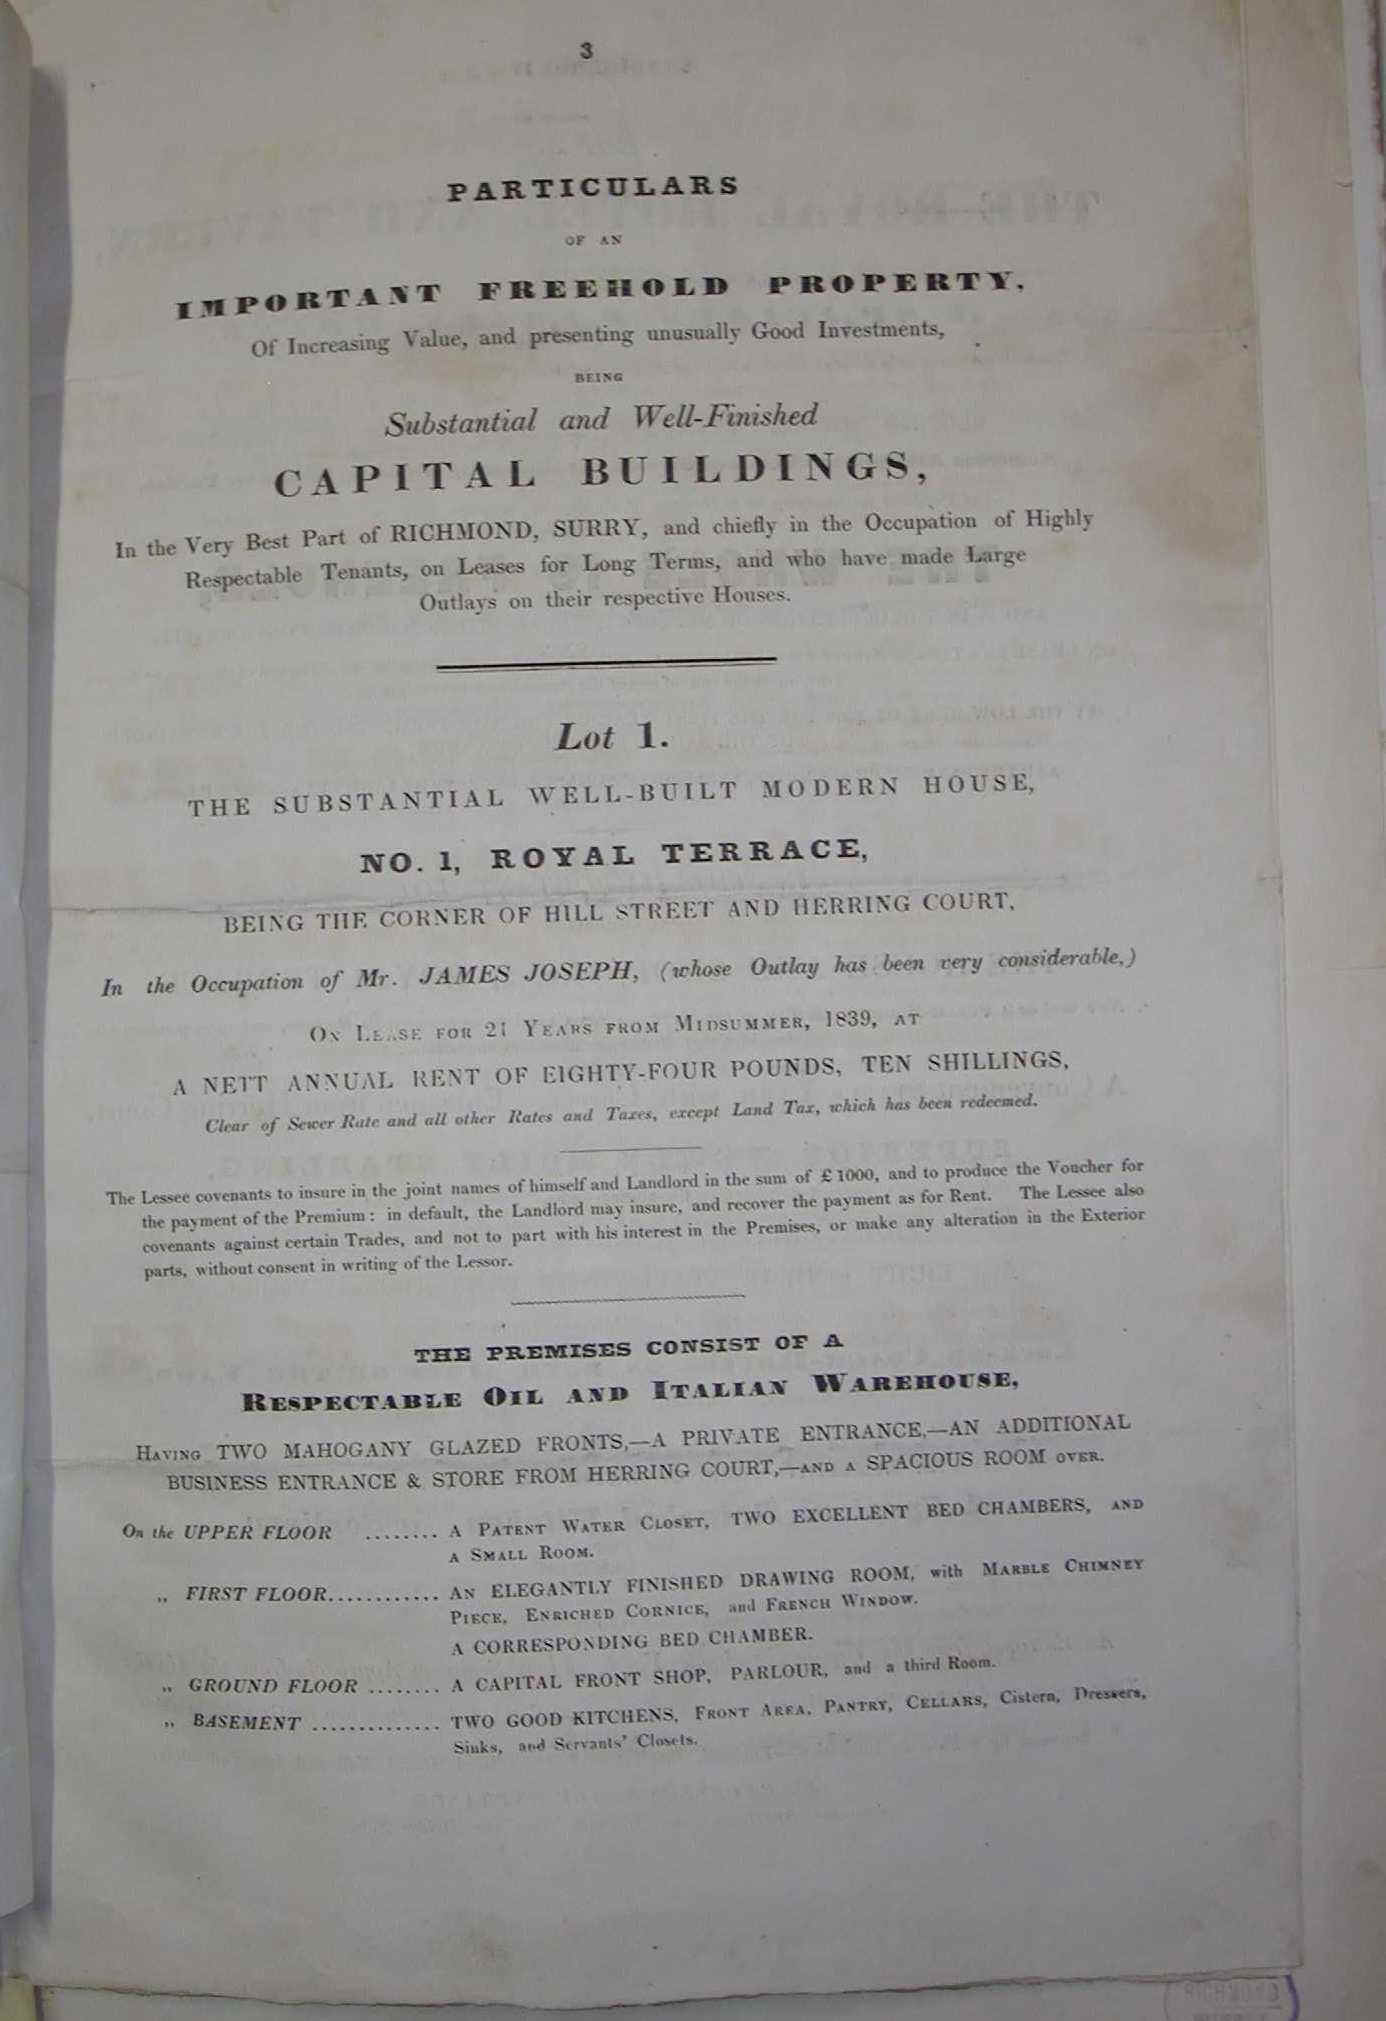 3
PARTICULARS
OF AN
IMPORTANT FREEHOLD PROPERTY,
Of Increasing Value, and presenting unusually Good Investments,
BEING
Substantial and Well-Finished
CAPITAL BUILDINGS,
In the Very Best Part of RICHMOND, SURRY, and chiefly in the Occupation of Highly
Respectable Tenants, on Leases for Long Terms, and who have made Large
Outlays on their respective Houses.
Lot 1.
THE SUBSTANTIAL WELL-BUILT MODERN HOUSE,
NO. 1, ROYAL TERRACE,
BEING THE CORNER OF HILL STREET AND HERRING COURT,
In the Occupation of Mr. JAMES JOSEPH, (whose Outlay has been very considerable,)
ON LEASE FOR 21 YEARS FROM MIDSUMMER, 1839, AT
A NETT ANNUAL RENT OF EIGHTY-FOUR POUNDS, TEN SHILLINGS,
Clear of Sewer Rate and all other Rates and Taxes, except Land Tax, which has been redeemed.
The Lessee covenants to insure in the joint names of himself and Landlord in the sum of £1000, and to produce the Voucher for
the payment of the Premium: in default, the Landlord may insure, and recover the payment as for Rent. The Lessee also
covenants against certain Trades, and not to part with his interest in the Premises, or make any alteration in the Exterior
parts, without consent in writing of the Lessor.
THE PREMISES CONSIST OF A
RESPECTABLE OIL AND ITALIAN WAREHOUSE,
HAVING TWO MAHOGANY GLAZED FRONTS,—A PRIVATE ENTRANCE,—AN ADDITIONAL
BUSINESS ENTRANCE & STORE FROM HERRING COURT,—AND A SPACIOUS ROOM OVER.
On the UPPER FLOOR ........ A PATENT WATER CLOSET, TWO EXCELLENT BED CHAMBERS, AND
A SMALL ROOM.
„ FIRST FLOOR............ AN ELEGANTLY FINISHED DRAWING ROOM, with MARBLE CHIMNEY
PIECE, ENRICHED CORNICE, and FRENCH WINDOW.
A CORRESPONDING BED CHAMBER.
„ GROUND FLOOR ........ A CAPITAL FRONT SHOP, PARLOUR, and a third Room.
„ BASEMENT .............. TWO GOOD KITCHENS, FRONT AREA, PANTRY, CELLARS, Cistern, Dressers,
Sinks, and Servants' Closets.